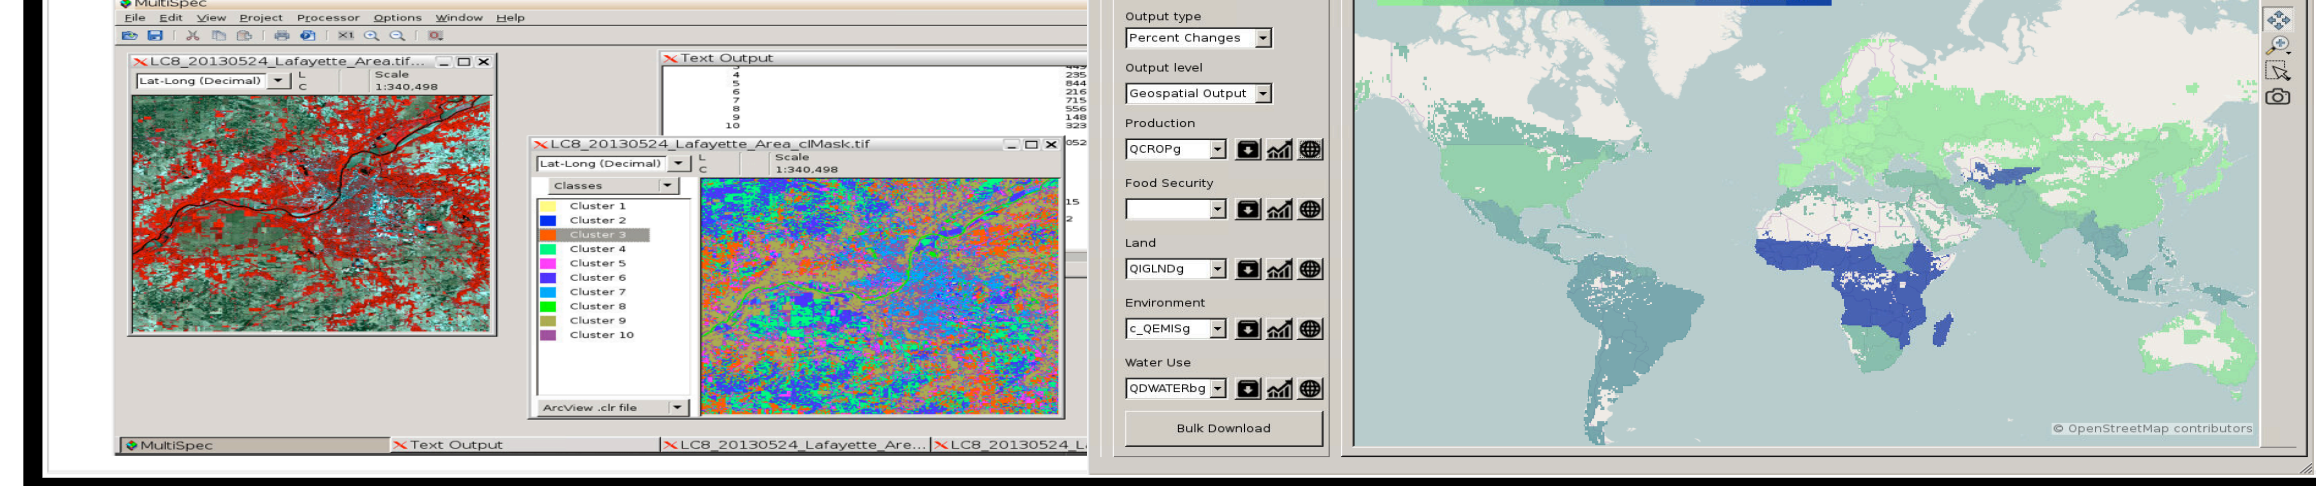 MultiSpec
File Edit View Project Processor Options Window Help
X1
LC8_20130524_Lafayette_Area.tif...
Lat-Long (Decimal)
L
C
Scale
1:340,498
Text Output
4 235
5 844
6 216
7 715
8 556
9 148
10 323
052
15
2
LC8_20130524_Lafayette_Area_clMask.tif
Lat-Long (Decimal)
L
C
Scale
1:340,498
Classes
Cluster 1
Cluster 2
Cluster 3
Cluster 4
Cluster 5
Cluster 6
Cluster 7
Cluster 8
Cluster 9
Cluster 10
ArcView .clr file
MultiSpec
Text Output
LC8_20130524_Lafayette_Are...
LC8_20130524_L
Output type
Percent Changes
Output level
Geospatial Output
Production
QCROPg
Food Security
Land
QIGLNDg
Environment
c_QEMISg
Water Use
QDWATERbg
Bulk Download
© OpenStreetMap contributors